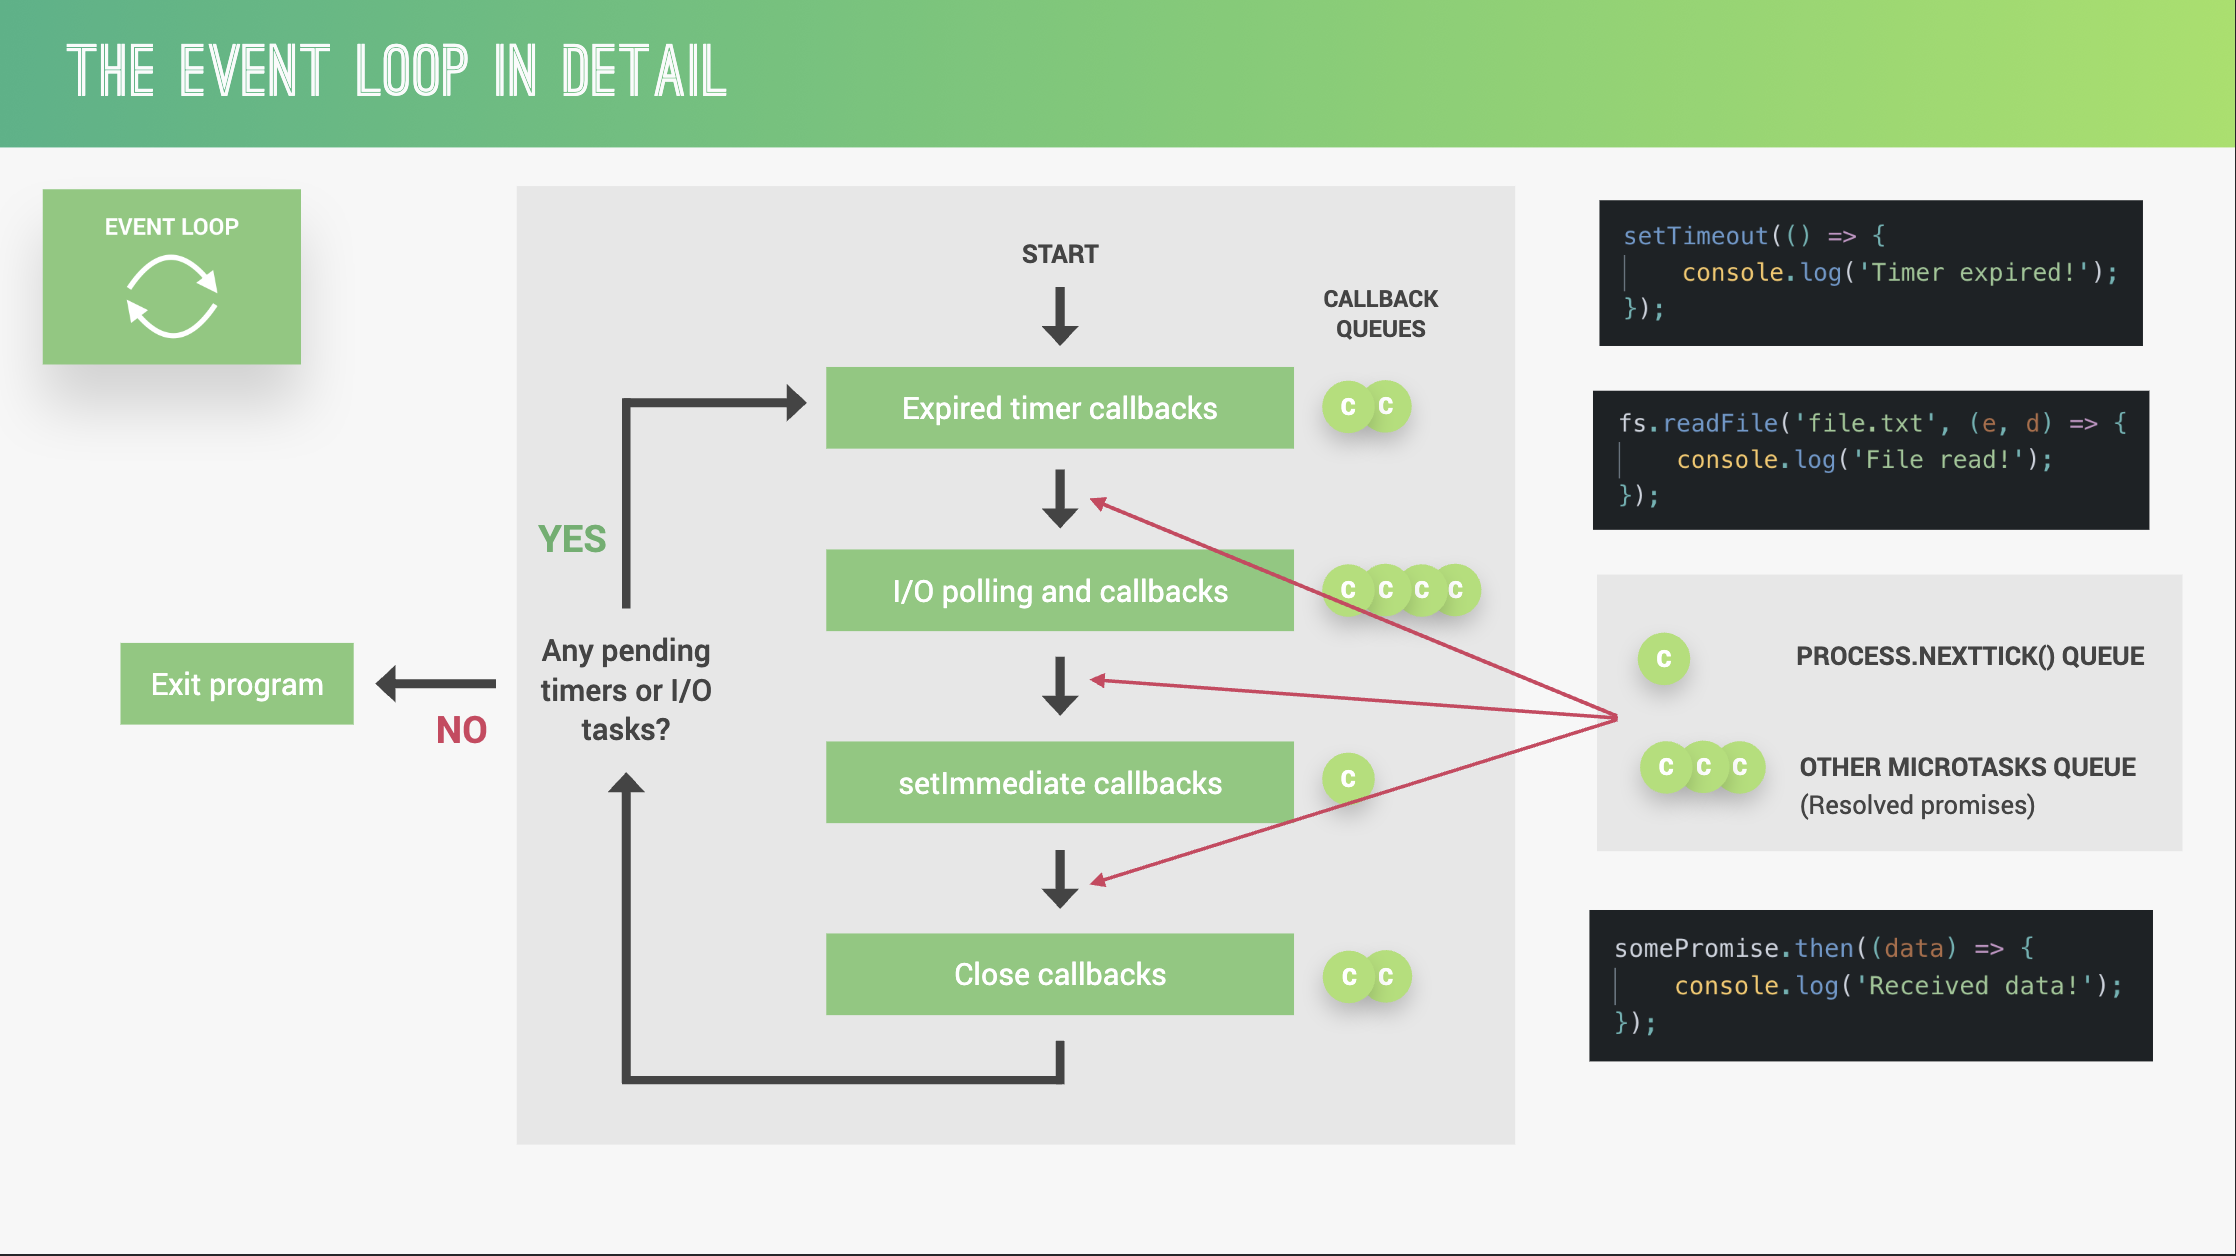 THE EVENT LOOP IN DETAIL
EVENT LOOP
START
CALLBACK
QUEUES
Expired timer callbacks
C C
I/O polling and callbacks
C C C C
setImmediate callbacks
C
Close callbacks
C C
YES
Any pending
timers or I/O
tasks?
NO
Exit program
setTimeout(() => {
    console.log('Timer expired!');
});
fs.readFile('file.txt', (e, d) => {
    console.log('File read!');
});
C
PROCESS.NEXTTICK() QUEUE
C C C
OTHER MICROTASKS QUEUE
(Resolved promises)
somePromise.then((data) => {
    console.log('Received data!');
});